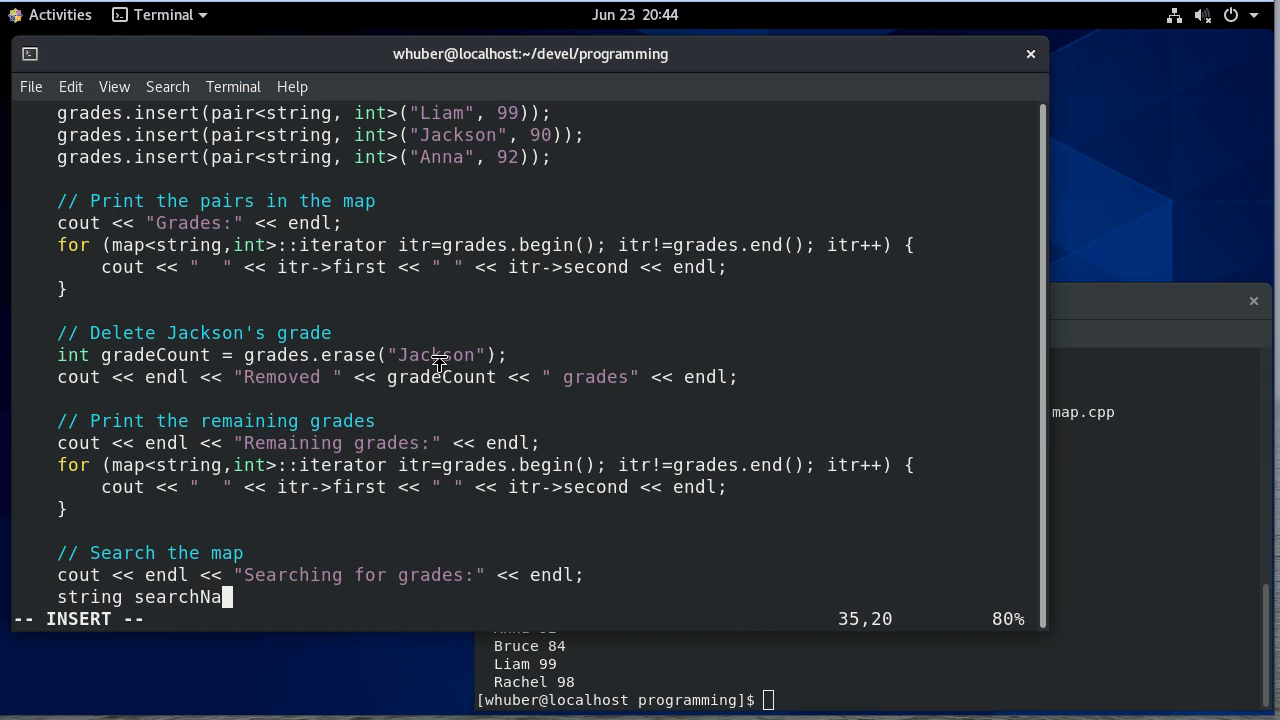 Activities Terminal Jun 23 20:44
whuber@localhost:~/devel/programming
File Edit View Search Terminal Help
grades.insert(pair<string, int>("Liam", 99));
grades.insert(pair<string, int>("Jackson", 90));
grades.insert(pair<string, int>("Anna", 92));
// Print the pairs in the map
cout << "Grades:" << endl;
for (map<string,int>::iterator itr=grades.begin(); itr!=grades.end(); itr++) {
cout << "  " << itr->first << " " << itr->second << endl;
}
// Delete Jackson's grade
int gradeCount = grades.erase("Jackson");
cout << endl << "Removed " << gradeCount << " grades" << endl;
// Print the remaining grades
cout << endl << "Remaining grades:" << endl;
for (map<string,int>::iterator itr=grades.begin(); itr!=grades.end(); itr++) {
cout << "  " << itr->first << " " << itr->second << endl;
}
// Search the map
cout << endl << "Searching for grades:" << endl;
string searchNa
-- INSERT -- 35,20 80%
map.cpp
Bruce 84
Liam 99
Rachel 98
[whuber@localhost programming]$